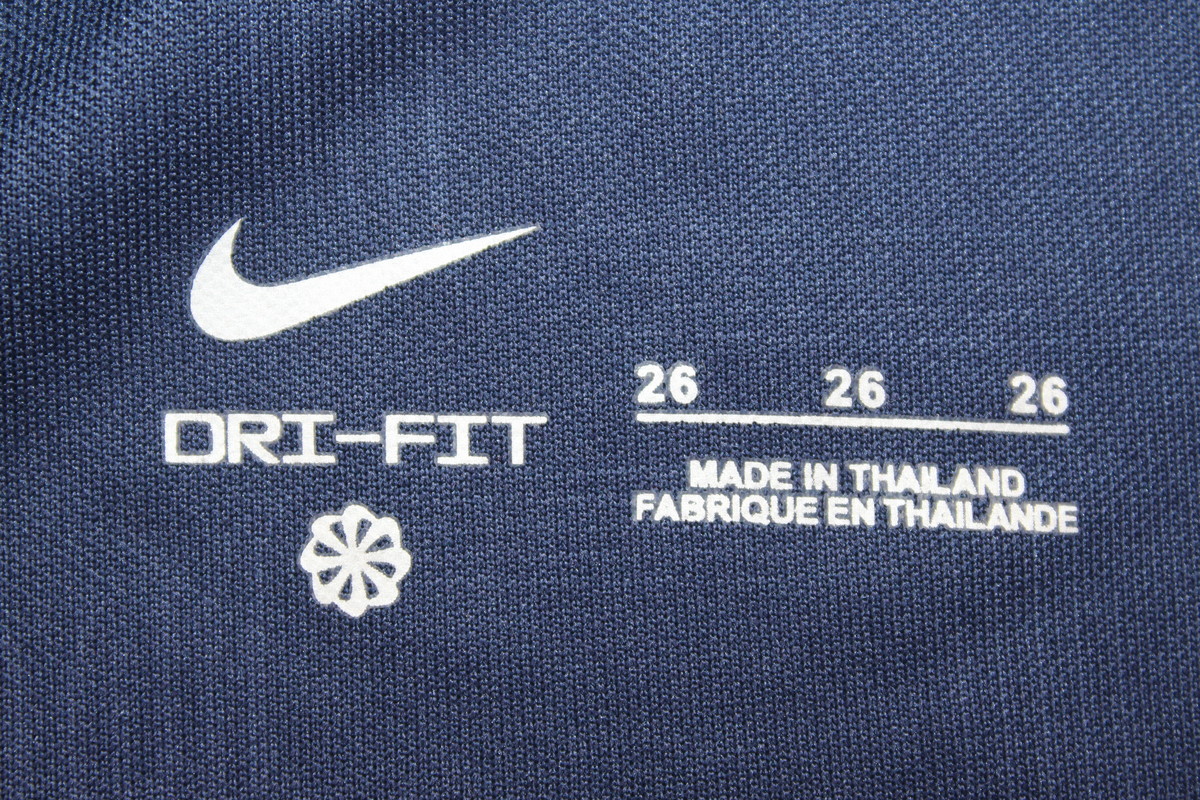 DRI-FIT
26 26 26
MADE IN THAILAND
FABRIQUE EN THAILANDE